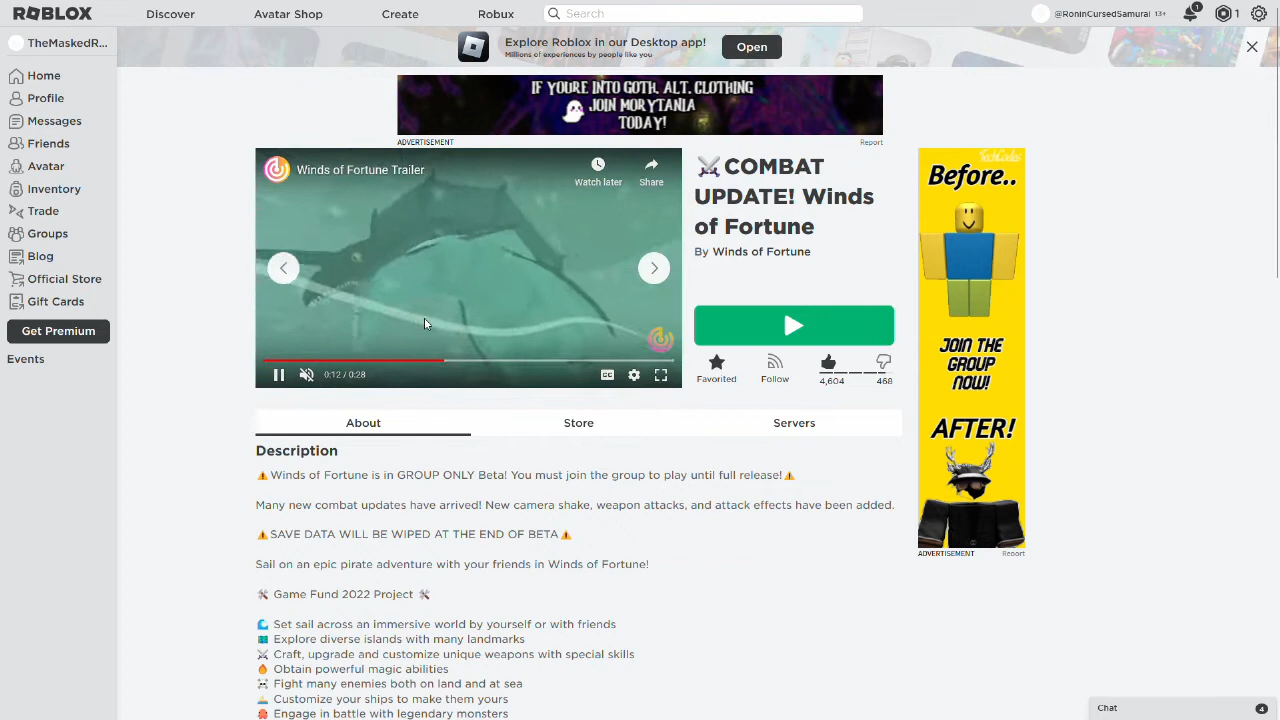 ROBLOX
Discover
Avatar Shop
Create
Robux
Search
@RoninCursedSamurai 13+
1
1
TheMaskedR...
Explore Roblox in our Desktop app!
Millions of experiences by people like you
Open
Home
Profile
Messages
Friends
Avatar
Inventory
Trade
Groups
Blog
Official Store
Gift Cards
Get Premium
Events
IF YOURE INTO GOTH, ALT. CLOTHING
JOIN MORYTANIA
TODAY!
ADVERTISEMENT
Report
Winds of Fortune Trailer
Watch later
Share
0:12 / 0:28
CC
⚔️COMBAT
UPDATE! Winds
of Fortune
By Winds of Fortune
Favorited
Follow
4,604
468
About
Store
Servers
Description
⚠️Winds of Fortune is in GROUP ONLY Beta! You must join the group to play until full release!⚠️
Many new combat updates have arrived! New camera shake, weapon attacks, and attack effects have been added.
⚠️SAVE DATA WILL BE WIPED AT THE END OF BETA⚠️
Sail on an epic pirate adventure with your friends in Winds of Fortune!
🛠️ Game Fund 2022 Project 🛠️
🌊 Set sail across an immersive world by yourself or with friends
🗺️ Explore diverse islands with many landmarks
⚔️ Craft, upgrade and customize unique weapons with special skills
🔥 Obtain powerful magic abilities
☠️ Fight many enemies both on land and at sea
⛵ Customize your ships to make them yours
🐙 Engage in battle with legendary monsters
Before..
JOIN THE
GROUP
NOW!
AFTER!
ADVERTISEMENT
Report
Chat
4